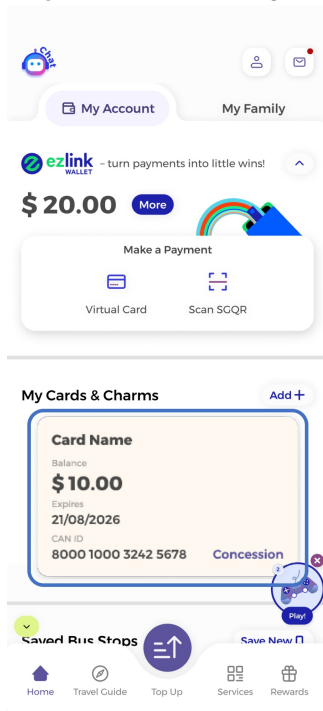 Chat
My Account
My Family
ezlink
WALLET
– turn payments into little wins!
$ 20.00
More
Make a Payment
Virtual Card
Scan SGQR
My Cards & Charms
Add +
Card Name
Balance
$ 10.00
Expires
21/08/2026
CAN ID
8000 1000 3242 5678
Concession
2
Play!
Saved Bus Stops
Save New
Home
Travel Guide
Top Up
Services
Rewards